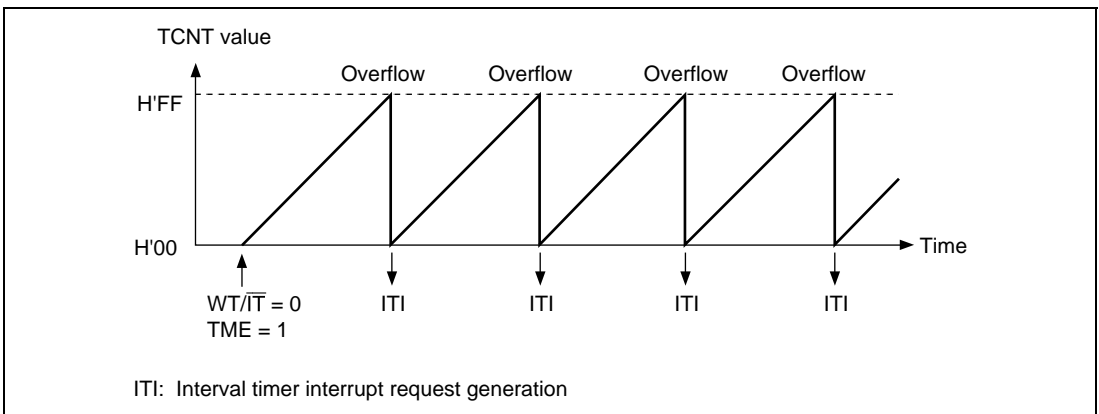 TCNT value
Overflow Overflow Overflow Overflow
H'FF
H'00
Time
WT/I̅T̅ = 0
TME = 1
ITI ITI ITI ITI
ITI: Interval timer interrupt request generation